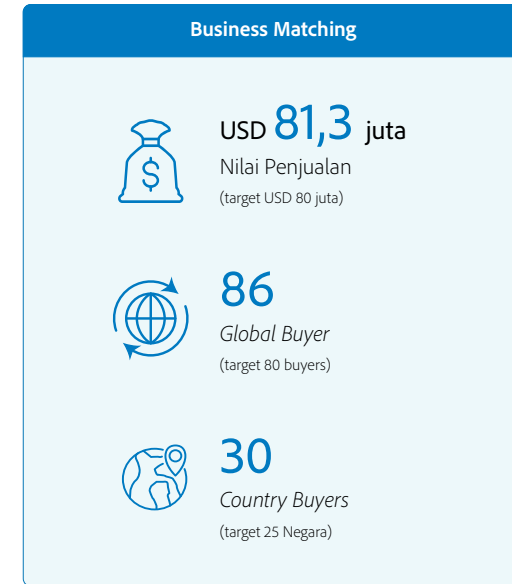 Business Matching
USD 81,3 juta
Nilai Penjualan
(target USD 80 juta)
86
Global Buyer
(target 80 buyers)
30
Country Buyers
(target 25 Negara)